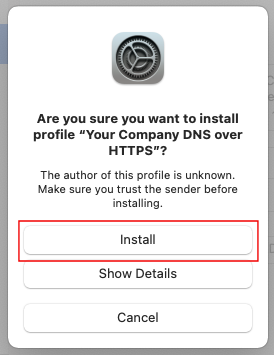 Are you sure you want to install
profile “Your Company DNS over
HTTPS”?
The author of this profile is unknown.
Make sure you trust the sender before
installing.
Install
Show Details
Cancel